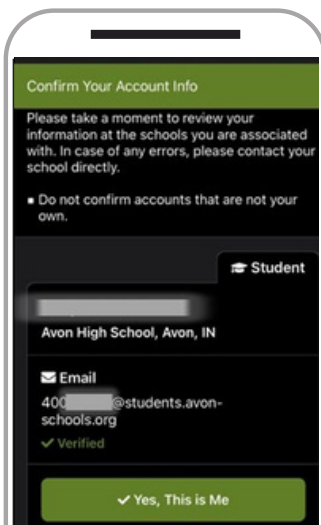 Confirm Your Account Info
Please take a moment to review your
information at the schools you are associated
with. In case of any errors, please contact your
school directly.
▪ Do not confirm accounts that are not your
own.
Student
Avon High School, Avon, IN
Email
400 @students.avon-
schools.org
✓ Verified
✓ Yes, This is Me